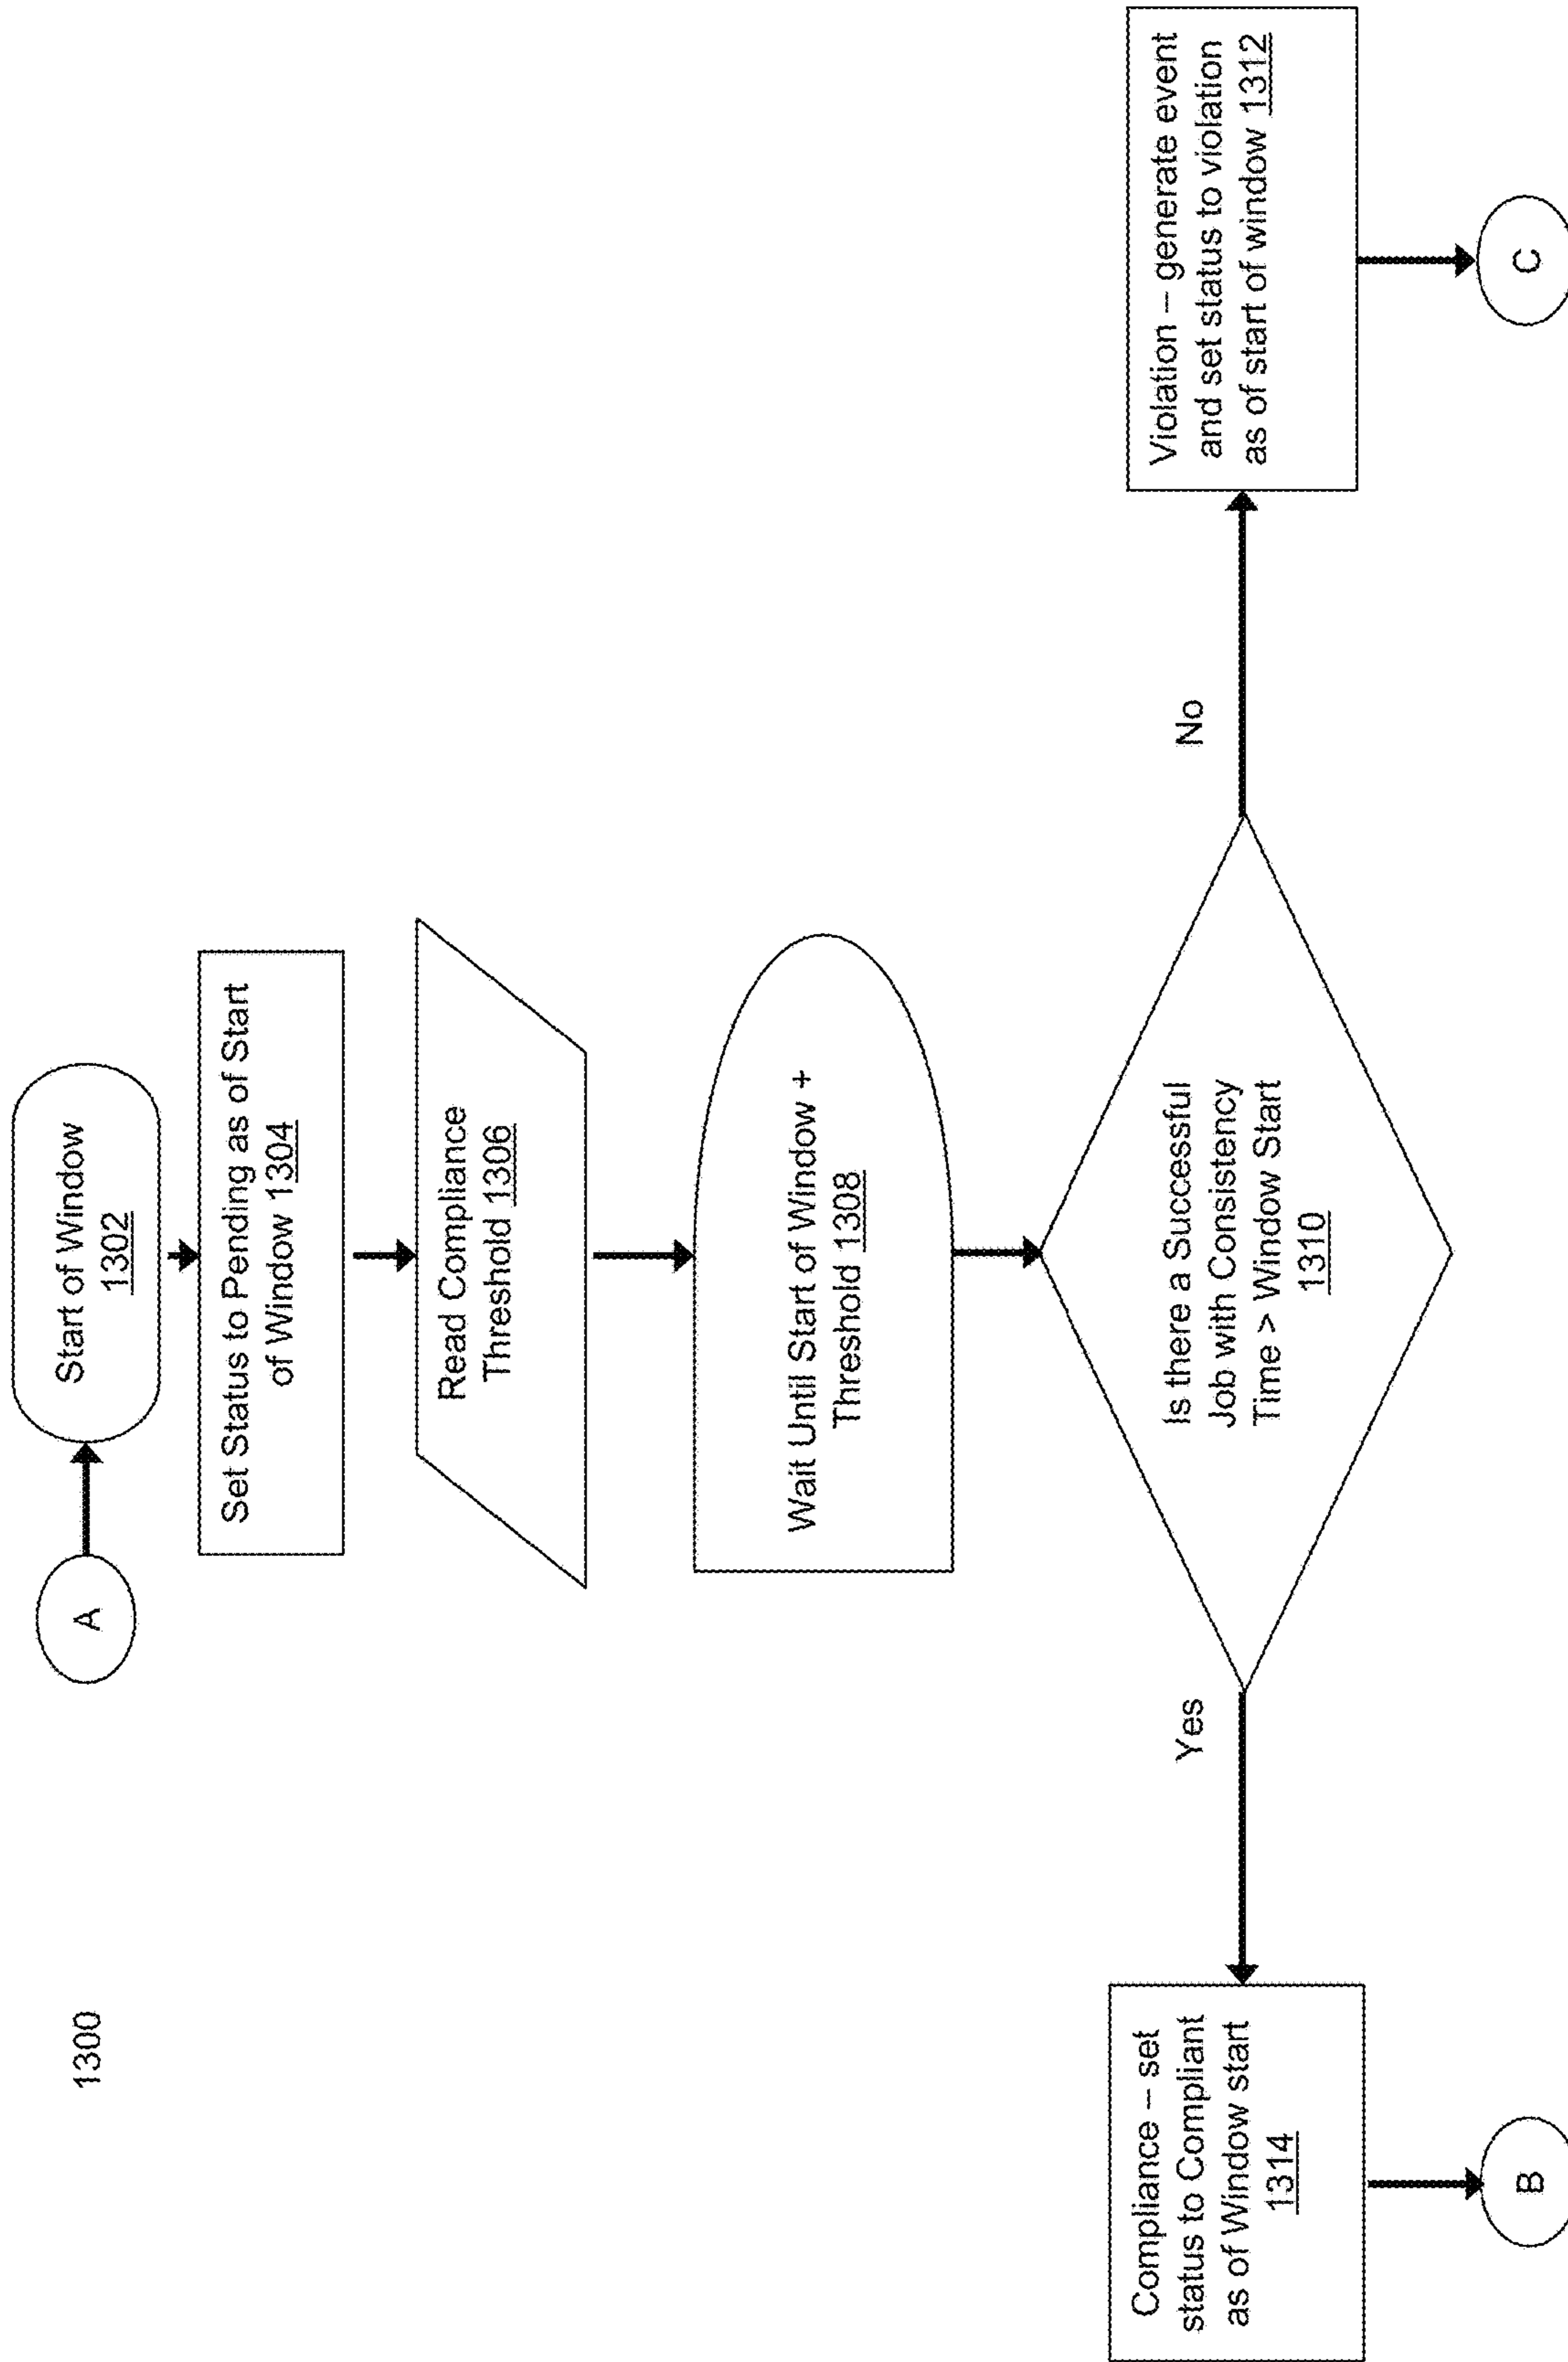 1300
A
Start of Window
1302
Set Status to Pending as of Start
of Window 1304
Read Compliance
Threshold 1306
Wait Until Start of Window +
Threshold 1308
Is there a Successful
Job with Consistency
Time > Window Start
1310
Yes
No
Compliance – set
status to Compliant
as of Window start
1314
Violation – generate event
and set status to violation
as of start of window 1312
B
C